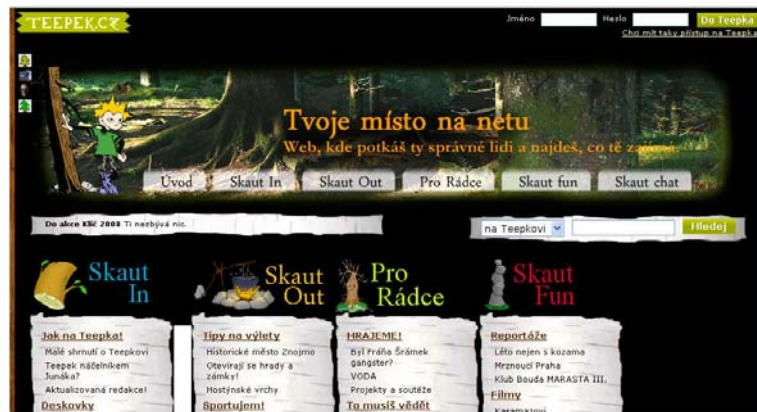 TEEPEK.CZ
Jméno
Heslo
Do Teepka
Chci mít taky přístup na Teepka
Tvoje místo na netu
Web, kde potkáš ty správné lidi a najdeš, co tě zajímá.
Úvod
Skaut In
Skaut Out
Pro Rádce
Skaut fun
Skaut chat
Do akce Klíč 2008 Ti nezbývá nic.
na Teepkovi
Hledej
Skaut
In
Skaut
Out
Pro
Rádce
Skaut
Fun
Jak na Teepka!
Malé shrnutí o Teepkovi
Teepek náčelníkem
Junáka?
Aktualizovaná redakce!
Deskovky
Tipy na výlety
Historické město Znojmo
Otevírají se hrady a
zámky!
Hostýnské vrchy
Sportujem!
HRAJEME!
Byl Fráňa Šrámek
gangster?
VODA
Projekty a soutěže
To musíš vědět
Reportáže
Léto nejen s kozama
Mrznoucí Praha
Klub Bouda MARASTA III.
Filmy
Karamazovi